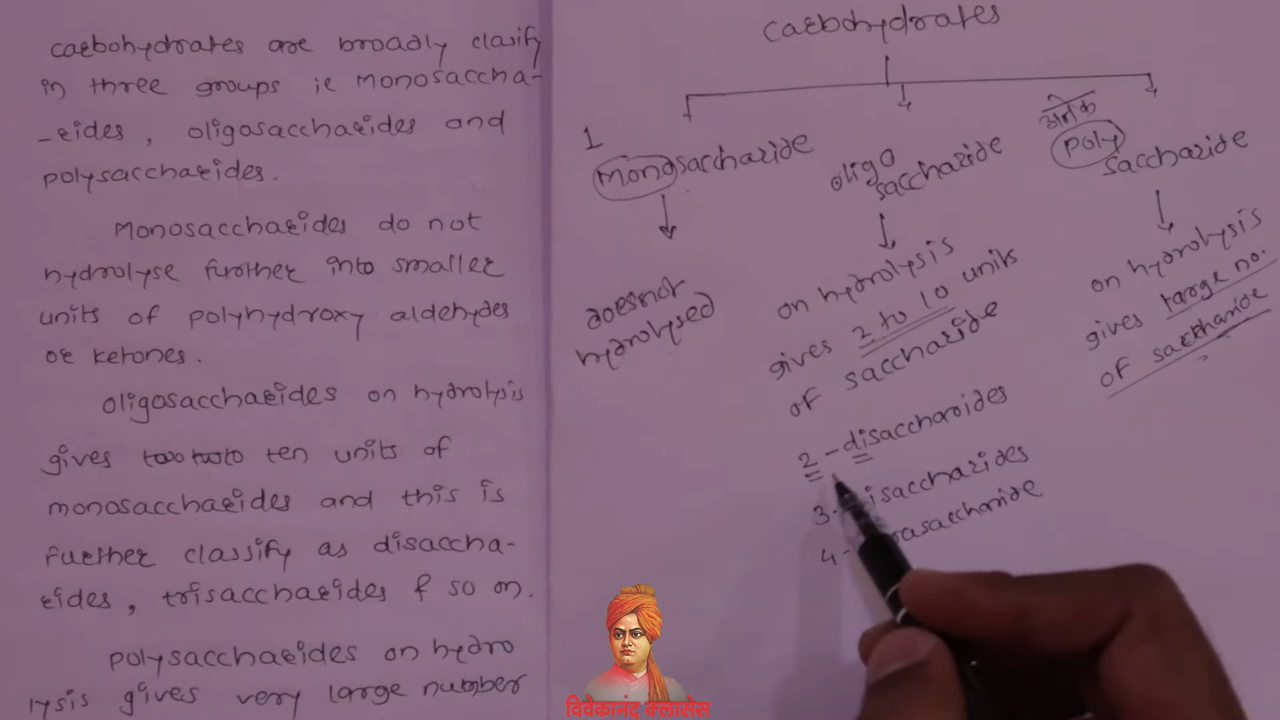 carbohydrates are broadly clasify
in three groups ie Monosaccha-
-rides, oligosaccharides and
polysaccharides.
Monosaccharides do not
hydrolyse further into smaller
units of polyhydroxy aldehydes
or ketones.
oligosaccharides on hydrolysis
gives ten units of
monosaccharides and this is
further classify as disaccha-
rides, trisaccharides & so on.
polysaccharides on hydro
lysis gives very large number
carbohydrates
1
Monosaccharide
doesnot
hydrolysed
oligo
saccharide
on hydrolysis
gives 2 to 10 units
of saccharide
2 - disaccharoides
3. isaccharides
4 - rasaccharide
अनेक
poly
saccharide
on hydrolysis
gives large no.
of saccharide
विवेकानंद क्लासेस